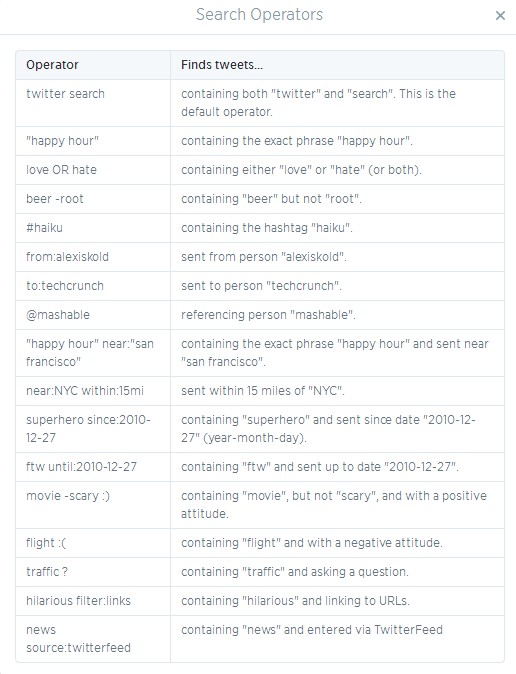 Search Operators ×
Operator Finds tweets...
twitter search containing both "twitter" and "search". This is the
default operator.
"happy hour" containing the exact phrase "happy hour".
love OR hate containing either "love" or "hate" (or both).
beer -root containing "beer" but not "root".
#haiku containing the hashtag "haiku".
from:alexiskold sent from person "alexiskold".
to:techcrunch sent to person "techcrunch".
@mashable referencing person "mashable".
"happy hour" near:"san containing the exact phrase "happy hour" and sent near
francisco" "san francisco".
near:NYC within:15mi sent within 15 miles of "NYC".
superhero since:2010- containing "superhero" and sent since date "2010-12-
12-27 27" (year-month-day).
ftw until:2010-12-27 containing "ftw" and sent up to date "2010-12-27".
movie -scary :) containing "movie", but not "scary", and with a positive
attitude.
flight :( containing "flight" and with a negative attitude.
traffic ? containing "traffic" and asking a question.
hilarious filter:links containing "hilarious" and linking to URLs.
news containing "news" and entered via TwitterFeed
source:twitterfeed